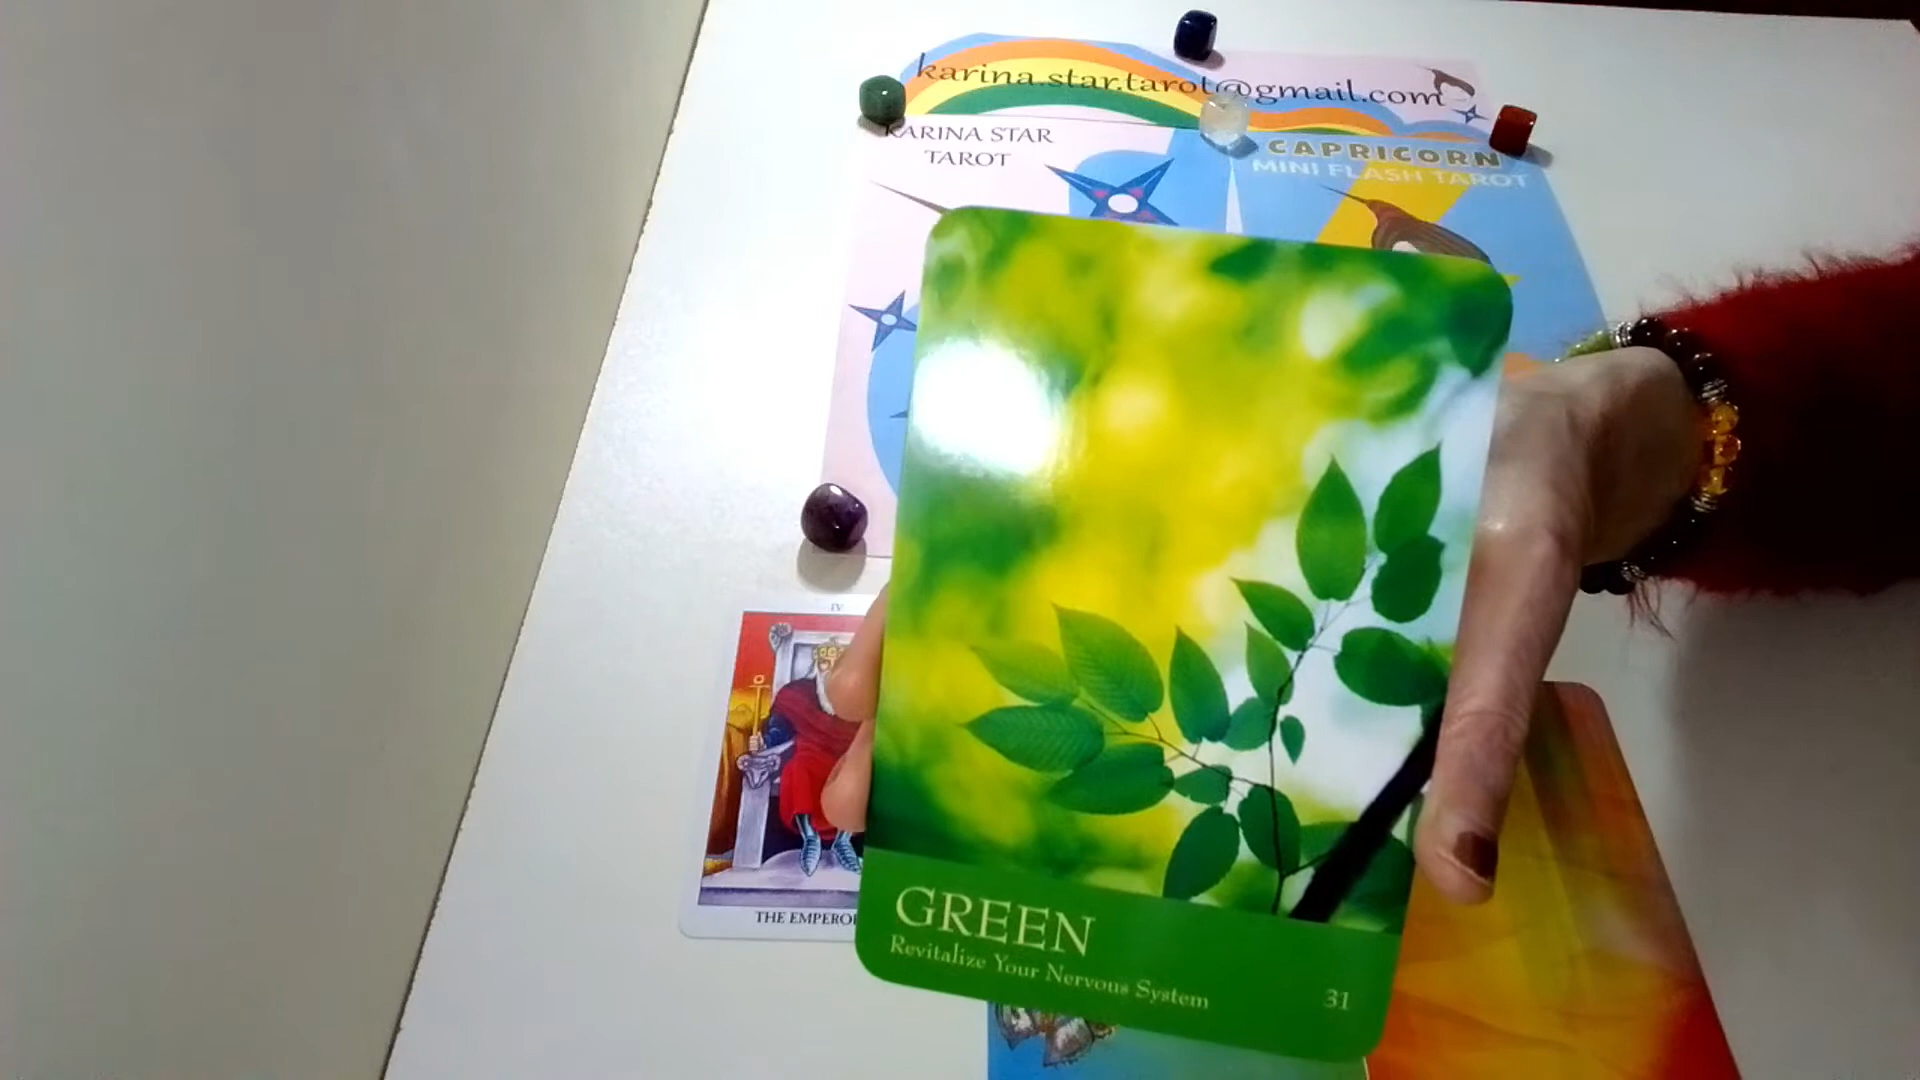 karina.star.tarot@gmail.com
KARINA STAR
TAROT
CAPRICORN
MINI FLASH TAROT
IV
THE EMPEROR
GREEN
Revitalize Your Nervous System
31